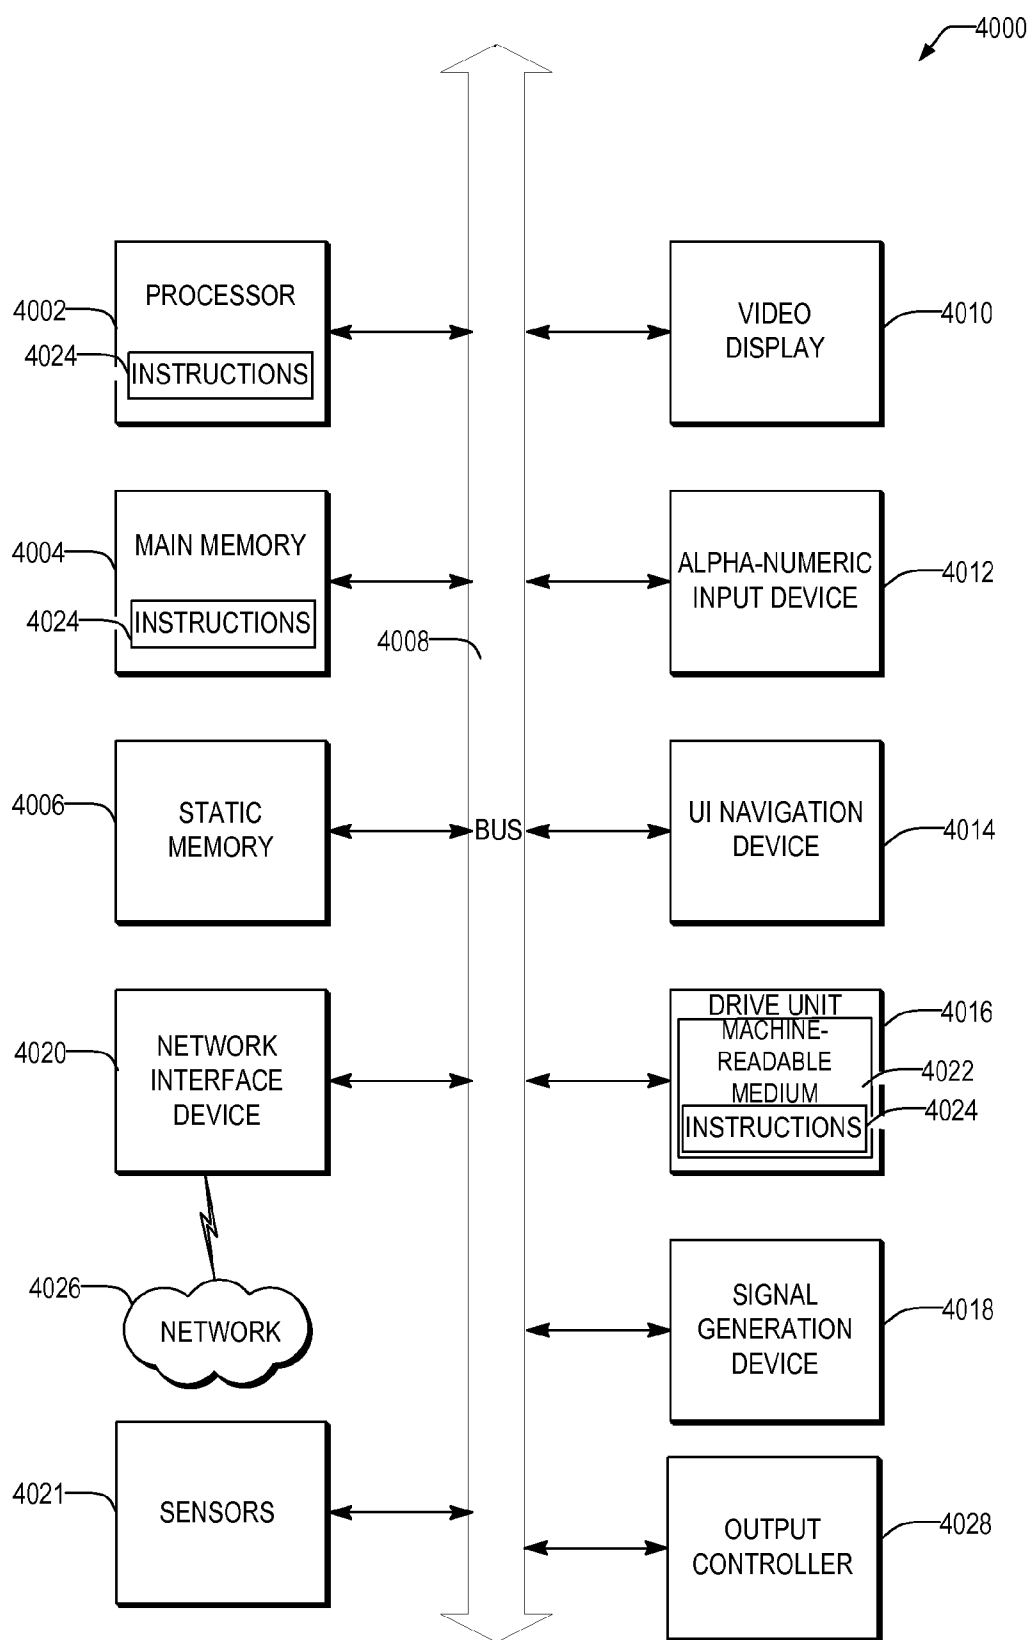 4000
PROCESSOR
4002
4024
INSTRUCTIONS
VIDEO
DISPLAY
4010
MAIN MEMORY
4004
4024
INSTRUCTIONS
4008
ALPHA-NUMERIC
INPUT DEVICE
4012
STATIC
MEMORY
4006
BUS
UI NAVIGATION
DEVICE
4014
NETWORK
INTERFACE
DEVICE
4020
DRIVE UNIT
4016
MACHINE-
READABLE
MEDIUM
4022
INSTRUCTIONS
4024
4026
NETWORK
SIGNAL
GENERATION
DEVICE
4018
4021
SENSORS
OUTPUT
CONTROLLER
4028